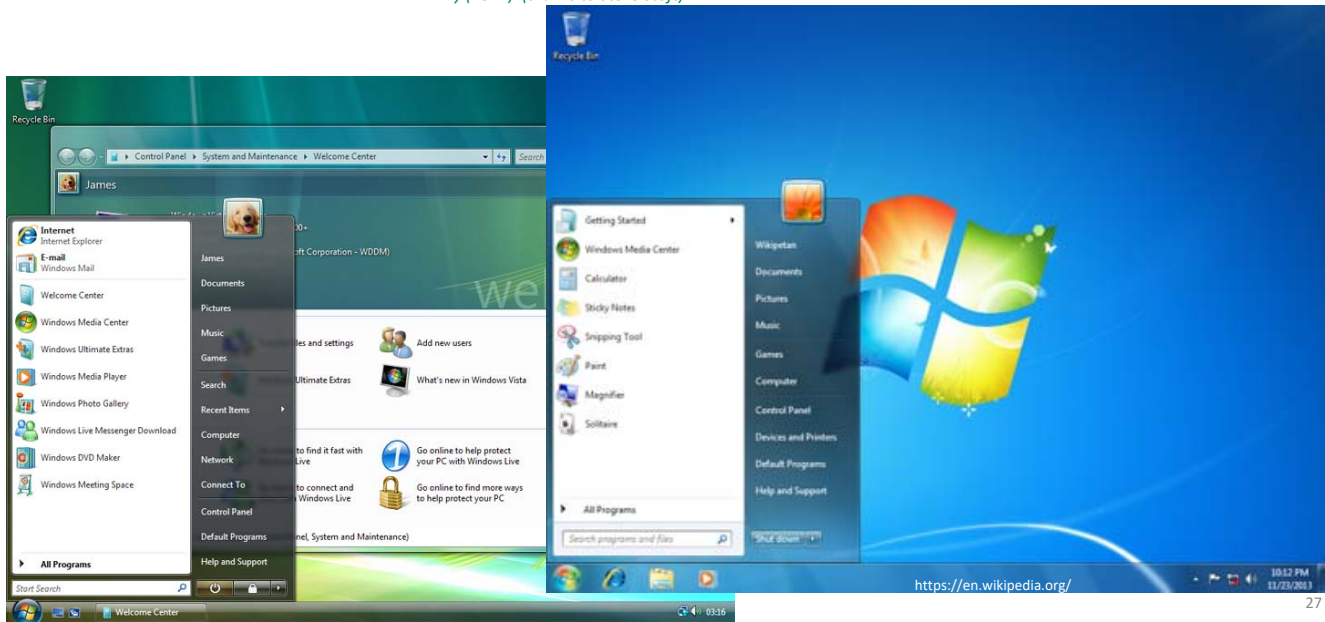 Recycle Bin
Control Panel ▸ System and Maintenance ▸ Welcome Center
Search
James
Internet
Internet Explorer
E-mail
Windows Mail
Welcome Center
Windows Media Center
Windows Ultimate Extras
Windows Media Player
Windows Photo Gallery
Windows Live Messenger Download
Windows DVD Maker
Windows Meeting Space
All Programs
Start Search
James
Documents
Pictures
Music
Games
Search
Recent Items
Computer
Network
Connect To
Control Panel
Default Programs
Help and Support
oft Corporation - WDDM)
We
les and settings
Add new users
Ultimate Extras
What's new in Windows Vista
to find it fast with
Live
Go online to help protect
your PC with Windows Live
to connect and
Windows Live
Go online to find more ways
to help protect your PC
nel, System and Maintenance)
Welcome Center
03:16
Recycle Bin
Getting Started
Windows Media Center
Calculator
Sticky Notes
Snipping Tool
Paint
Magnifier
Solitaire
All Programs
Search programs and files
Wikipetan
Documents
Pictures
Music
Games
Computer
Control Panel
Devices and Printers
Default Programs
Help and Support
Shut down
https://en.wikipedia.org/
10:12 PM
11/23/2013
27